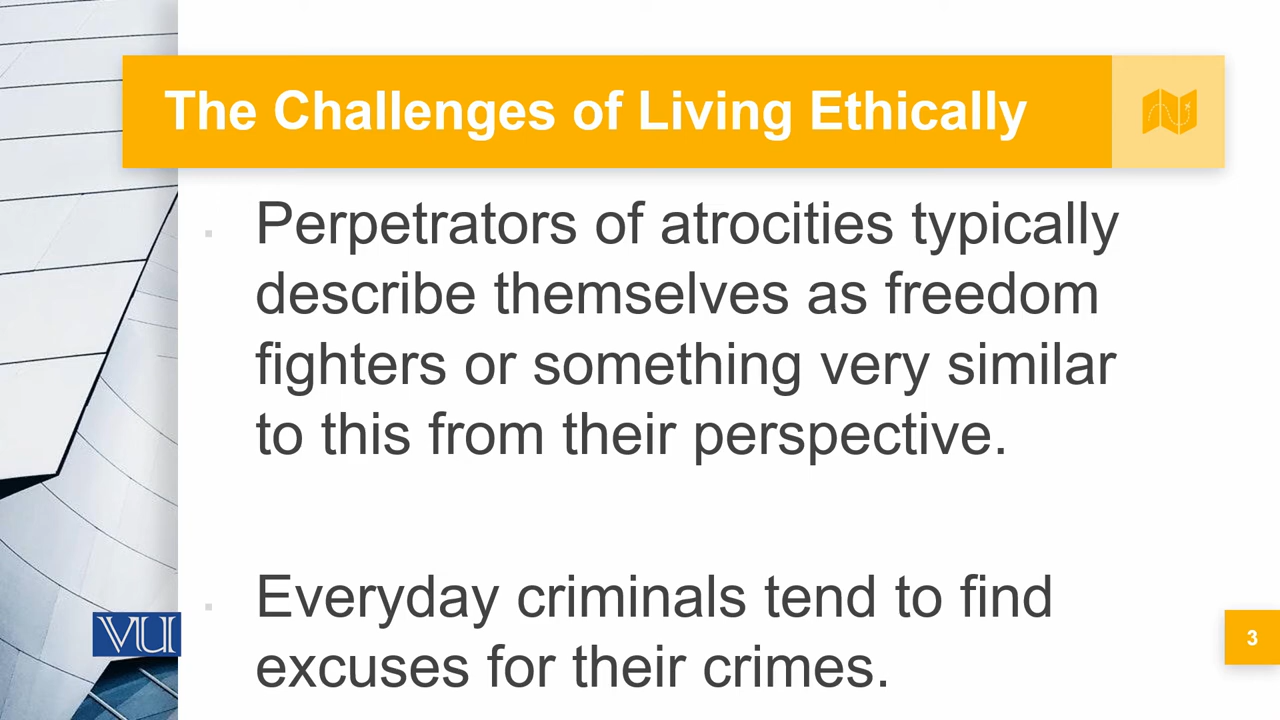 The Challenges of Living Ethically
Perpetrators of atrocities typically
describe themselves as freedom
fighters or something very similar
to this from their perspective.
Everyday criminals tend to find
excuses for their crimes.
VU
3